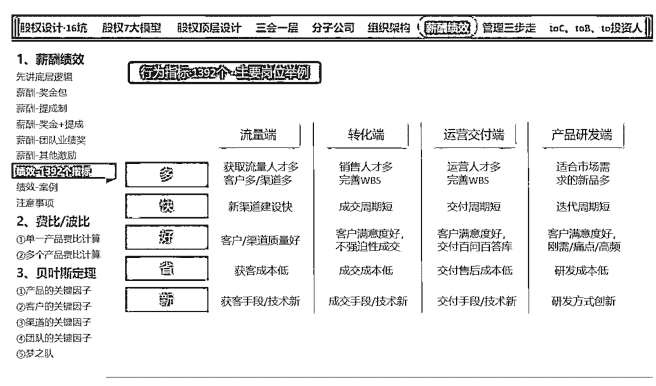 股权设计·16坑 股权7大模型 股权顶层设计 三会一层 分子公司 组织架构 薪酬绩效 管理三步走 toC、toB、to投资人
1、薪酬绩效
先讲底层逻辑
薪酬-奖金包
薪酬-提成制
薪酬-奖金+提成
薪酬-团队业绩奖
薪酬-其他激励
绩效-1392个指标
绩效-案例
注意事项
2、费比/波比
①单一产品费比计算
②多个产品费比计算
3、贝叶斯定理
①产品的关键因子
②客户的关键因子
③渠道的关键因子
④团队的关键因子
⑤梦之队
行为指标:1392个-主要岗位举例
流量端 转化端 运营交付端 产品研发端
多
获取流量人才多
客户多/渠道多
销售人才多
完善WBS
运营人才多
完善WBS
适合市场需
求的新品多
快 新渠道建设快 成交周期短 交付周期短 迭代周期短
好
客户/渠道质量好
客户满意度好,
不强迫性成交
客户满意度好,
交付百问百答库
客户满意度好,
刚需/痛点/高频
省 获客成本低 成交成本低 交付售后成本低 研发成本低
新 获客手段/技术新 成交手段/技术新 交付手段/技术新 研发方式创新